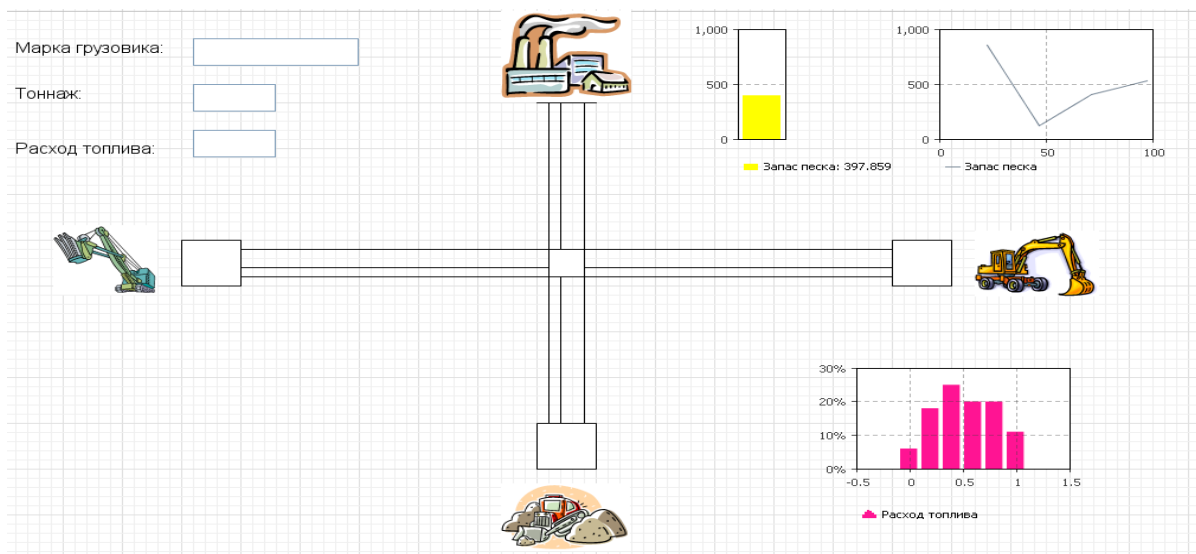 Марка грузовика:
Тоннаж:
Расход топлива:
1,000
500
0
Запас песка: 397.859
1,000
500
0
0 50 100
Запас песка
30%
20%
10%
0%
-0.5 0 0.5 1 1.5
Расход топлива